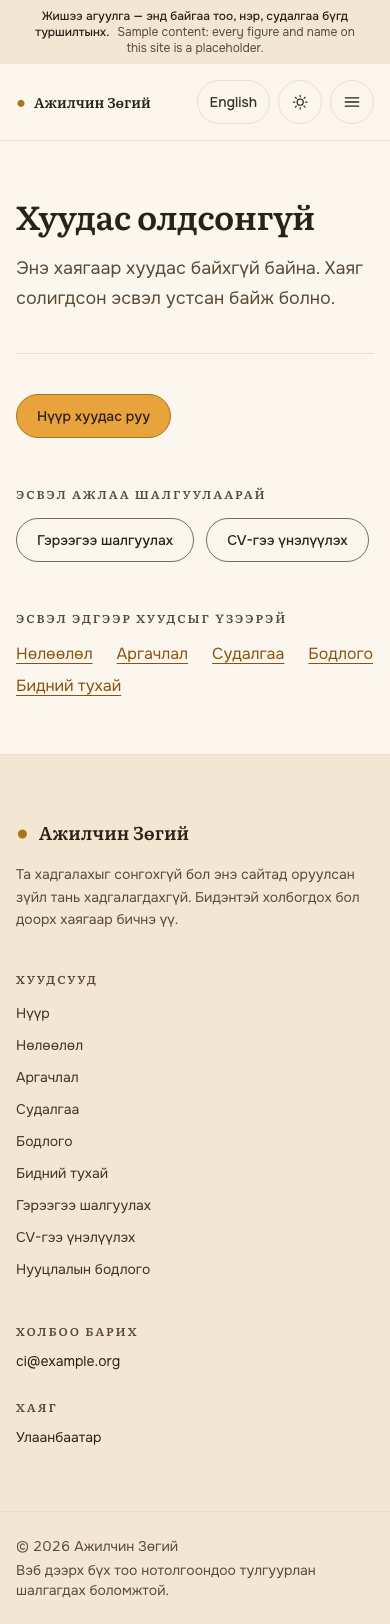 Жишээ агуулга — энд байгаа тоо, нэр, судалгаа бүгд
туршилтынх. Sample content: every figure and name on
this site is a placeholder.
Ажилчин Зөгий
English
Хуудас олдсонгүй
Энэ хаягаар хуудас байхгүй байна. Хаяг
солигдсон эсвэл устсан байж болно.
Нүүр хуудас руу
ЭСВЭЛ АЖЛАА ШАЛГУУЛААРАЙ
Гэрээгээ шалгуулах
CV-гээ үнэлүүлэх
ЭСВЭЛ ЭДГЭЭР ХУУДСЫГ ҮЗЭЭРЭЙ
Нөлөөлөл Аргачлал Судалгаа Бодлого
Бидний тухай
Ажилчин Зөгий
Та хадгалахыг сонгохгүй бол энэ сайтад оруулсан
зүйл тань хадгалагдахгүй. Бидэнтэй холбогдох бол
доорх хаягаар бичнэ үү.
ХУУДСУУД
Нүүр
Нөлөөлөл
Аргачлал
Судалгаа
Бодлого
Бидний тухай
Гэрээгээ шалгуулах
CV-гээ үнэлүүлэх
Нууцлалын бодлого
ХОЛБОО БАРИХ
ci@example.org
ХАЯГ
Улаанбаатар
© 2026 Ажилчин Зөгий
Вэб дээрх бүх тоо нотолгоондоо тулгуурлан
шалгагдах боломжтой.